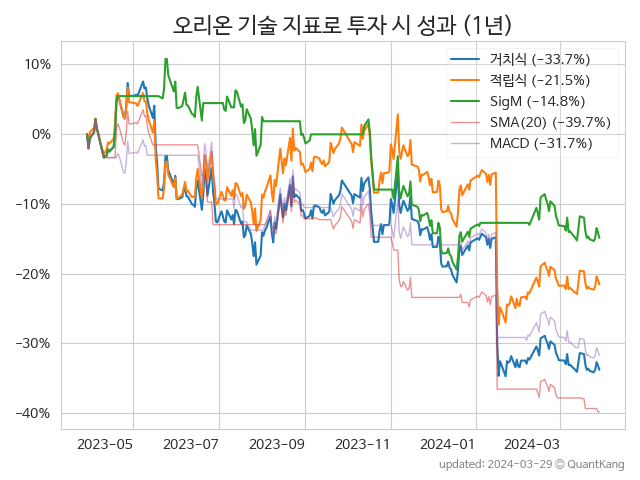 오리온 기술 지표로 투자 시 성과 (1년)
거치식 (−33.7%)
적립식 (−21.5%)
SigM (−14.8%)
SMA(20) (−39.7%)
MACD (−31.7%)
10%
0%
−10%
−20%
−30%
−40%
2023−05
2023−07
2023−09
2023−11
2024−01
2024−03
updated: 2024−03−29 © QuantKang